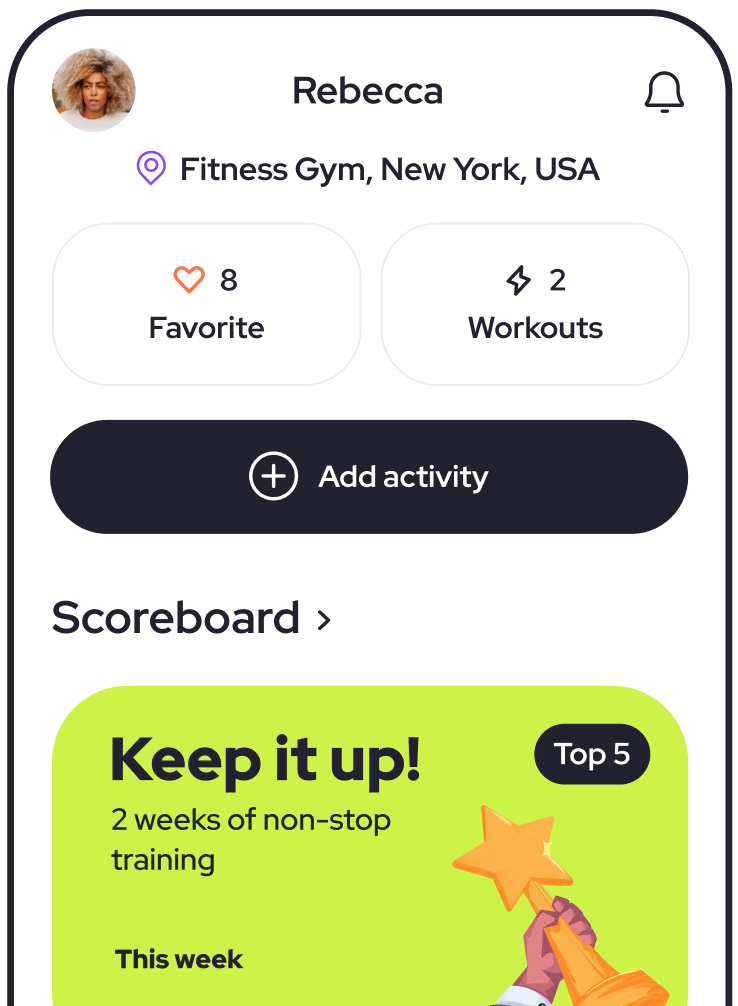 Rebecca
Fitness Gym, New York, USA
8
Favorite
2
Workouts
Add activity
Scoreboard
Keep it up!
Top 5
2 weeks of non-stop
training
This week